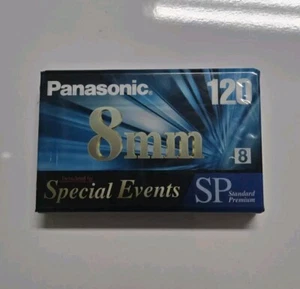 Panasonic 120
8mm
8
Special Events SP Standard
Premium